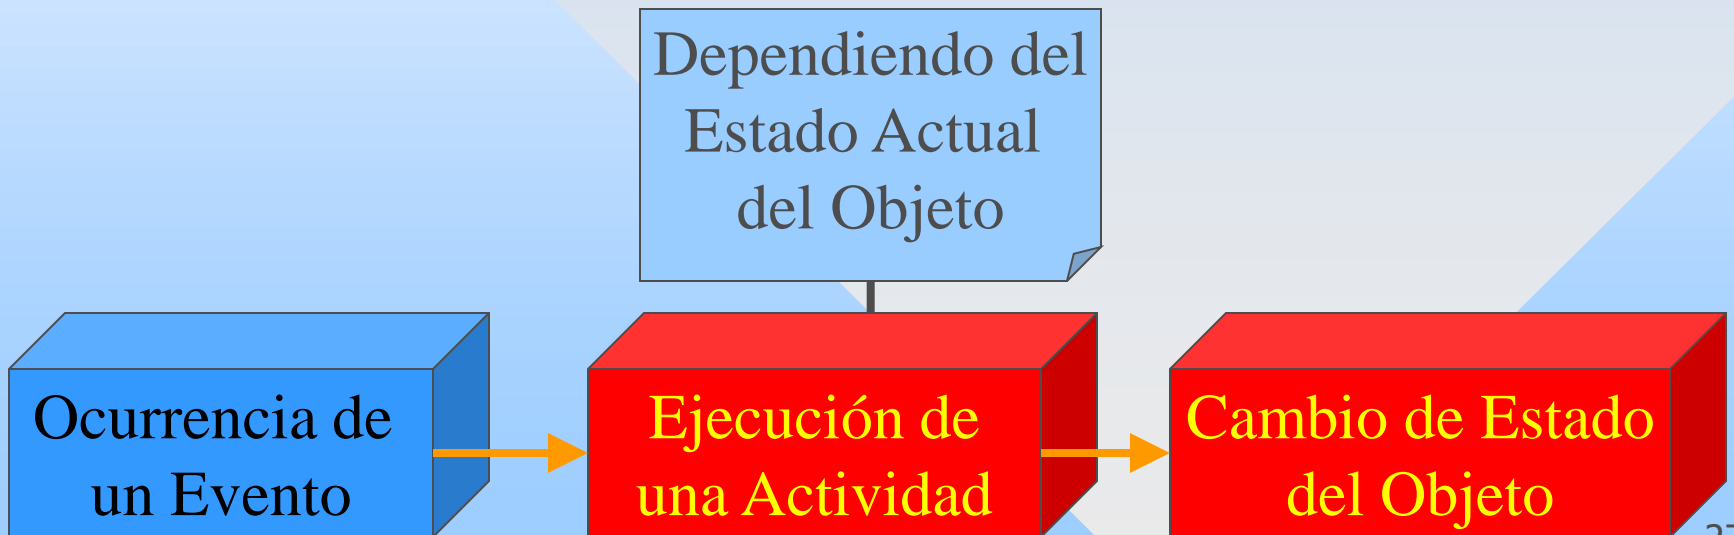 Dependiendo del
Estado Actual
del Objeto
Ocurrencia de
un Evento
Ejecución de
una Actividad
Cambio de Estado
del Objeto